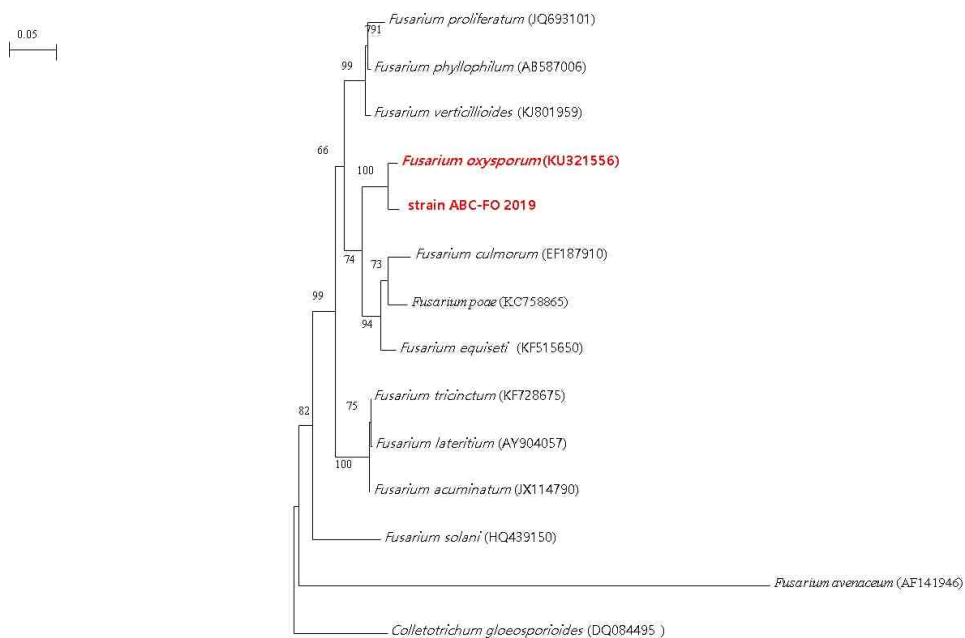 Fusarium proliferatum (JQ693101)
0.05
791
99
Fusarium phyllophilum (AB587006)
Fusarium verticillioides (KJ801959)
66
Fusarium oxysporum (KU321556)
100
strain ABC-FO 2019
74
73
Fusarium culmorum (EF187910)
99
Fusarium poae (KC758865)
94
Fusarium equiseti (KF515650)
Fusarium tricinctum (KF728675)
75
82
Fusarium lateritium (AY904057)
100
Fusarium acuminatum (JX114790)
Fusarium solani (HQ439150)
Fusarium avenaceum (AF141946)
Colletotrichum gloeosporioides (DQ084495 )